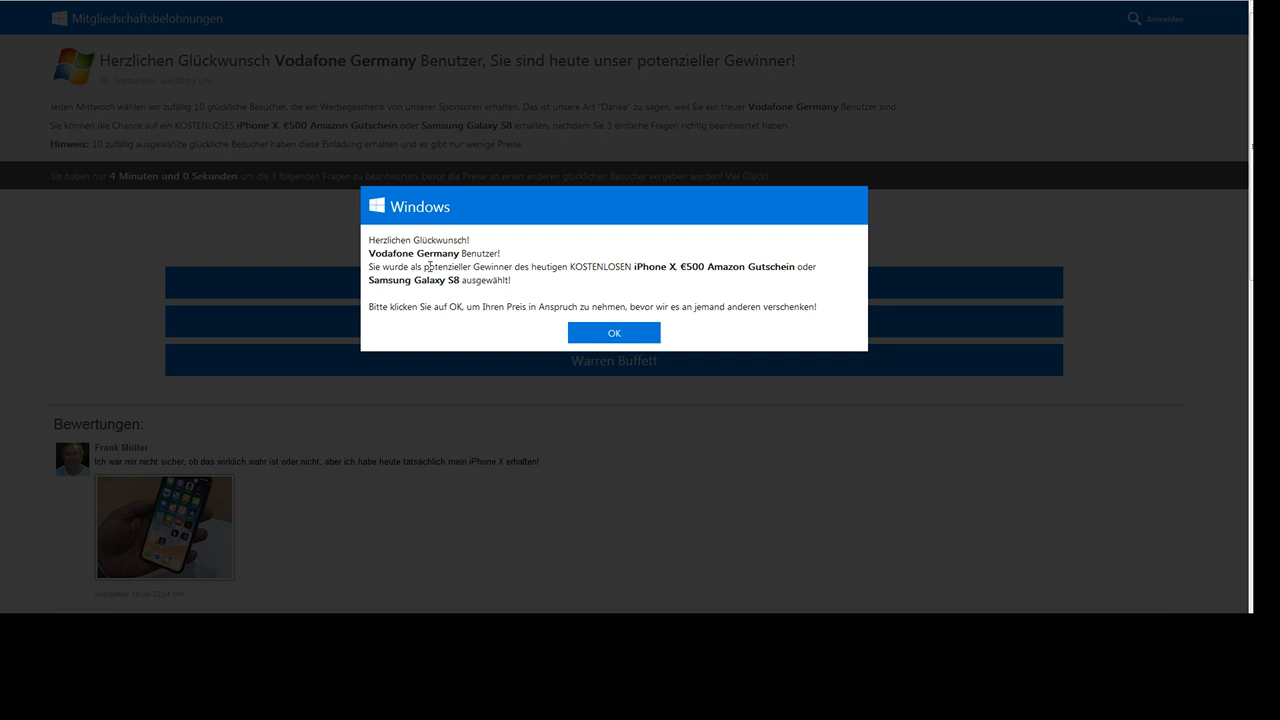 Mitgliedschaftsbelohnungen
Anmelden
Herzlichen Glückwunsch Vodafone Germany Benutzer, Sie sind heute unser potenzieller Gewinner!
20. September, um 00:03 Uhr
Jeden Mittwoch wählen wir zufällig 10 glückliche Besucher, die ein Werbegeschenk von unserer Sponsoren erhalten. Das ist unsere Art "Danke" zu sagen, weil Sie ein treuer Vodafone Germany Benutzer sind.
Sie können die Chance auf ein KOSTENLOSES iPhone X, €500 Amazon Gutschein oder Samsung Galaxy S8 erhalten, nachdem Sie 3 einfache Fragen richtig beantwortet haben.
Hinweis: 10 zufällig ausgewählte glückliche Besucher haben diese Einladung erhalten und es gibt nur wenige Preise.
Sie haben nur 4 Minuten und 0 Sekunden um die 3 folgenden Fragen zu beantworten, bevor die Preise an einen anderen glücklichen Besucher vergeben werden! Viel Glück!
Windows
Herzlichen Glückwunsch!
Vodafone Germany Benutzer!
Sie wurde als potenzieller Gewinner des heutigen KOSTENLOSEN iPhone X, €500 Amazon Gutschein oder
Samsung Galaxy S8 ausgewählt!
Bitte klicken Sie auf OK, um Ihren Preis in Anspruch zu nehmen, bevor wir es an jemand anderen verschenken!
OK
Warren Buffett
Bewertungen:
Frank Müller
Ich war mir nicht sicher, ob das wirklich wahr ist oder nicht, aber ich habe heute tatsächlich mein iPhone X erhalten!